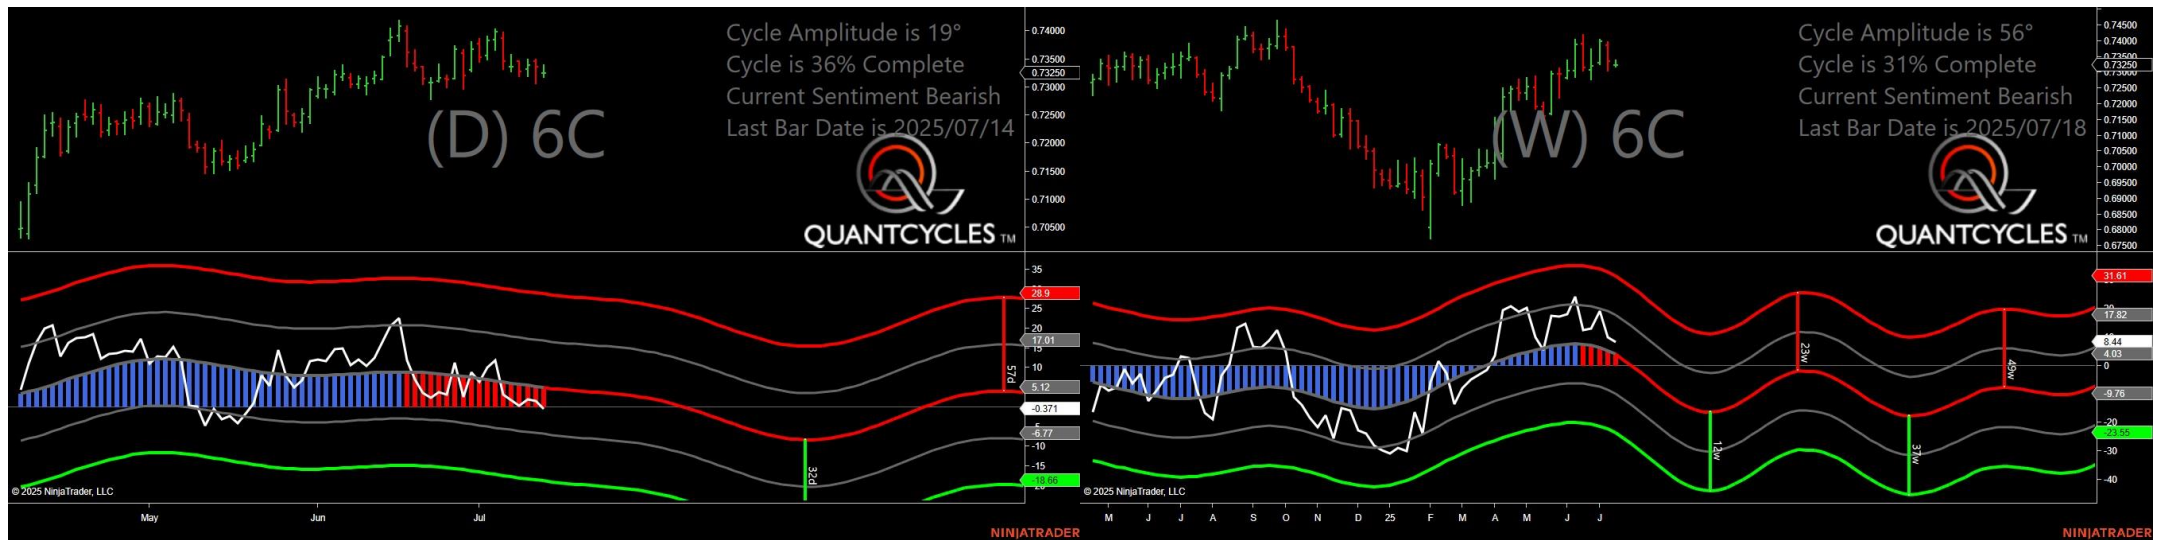 Cycle Amplitude is 19°
Cycle is 36% Complete
Current Sentiment Bearish
Last Bar Date is 2025/07/14
(D) 6C
QUANTCYCLES TM
0.74000
0.73500
0.73250
0.73000
0.72500
0.72000
0.71500
0.71000
0.70500
35
28.9
25
20
17.01
15
10
5.12
-0.371
-6.77
-10
-15
-18.66
57d
32d
© 2025 NinjaTrader, LLC
May Jun Jul
NINJATRADER
Cycle Amplitude is 56°
Cycle is 31% Complete
Current Sentiment Bearish
Last Bar Date is 2025/07/18
(W) 6C
QUANTCYCLES TM
0.74500
0.74000
0.73500
0.73250
0.73000
0.72500
0.72000
0.71500
0.71000
0.70500
0.70000
0.69500
0.69000
0.68500
0.68000
0.67500
31.61
17.82
8.44
4.03
0
-9.76
-20
-23.55
-30
-40
23w
49w
12w
37w
© 2025 NinjaTrader, LLC
M J J A S O N D 25 F M A M J J
NINJATRADER